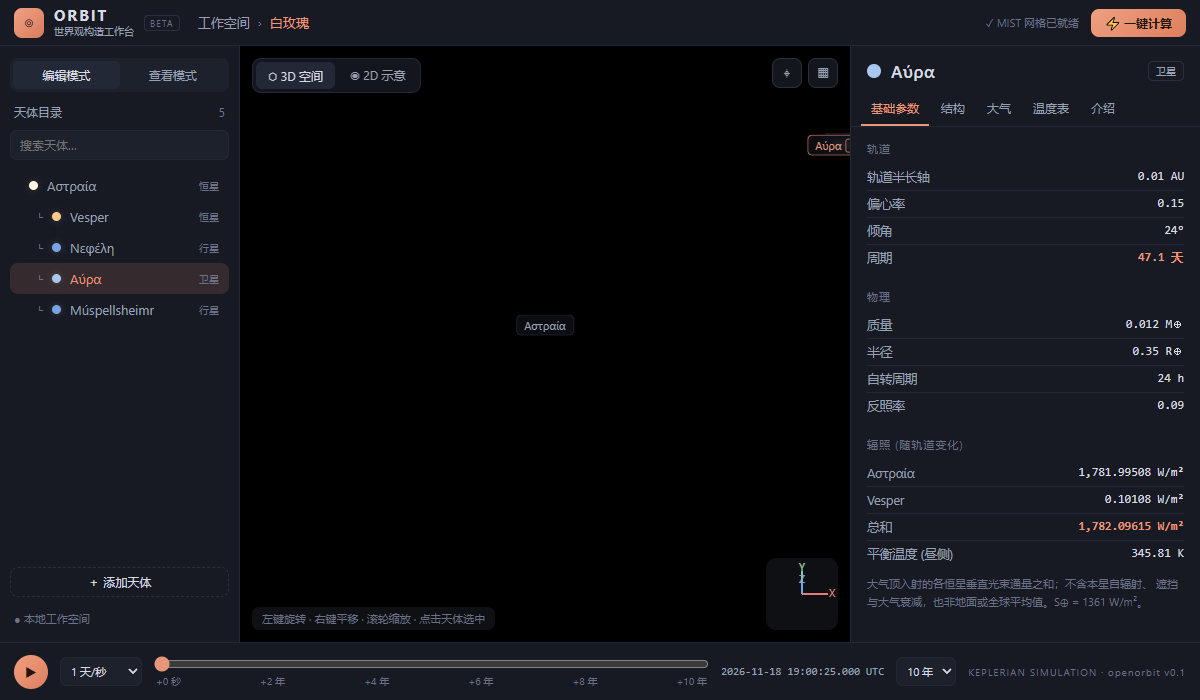 ORBIT
世界观构造工作台
BETA
工作空间 › 白玫瑰
✓ MIST 网格已就绪
⚡ 一键计算
编辑模式
查看模式
天体目录
5
搜索天体...
Αστραία 恒星
└ Vesper 恒星
└ Νεφέλη 行星
└ Αύρα 卫星
└ Múspellsheimr 行星
+ 添加天体
● 本地工作空间
⬡ 3D 空间
◉ 2D 示意
⌖
▦
Αύρα
Αστραία
Y
Z
X
左键旋转 · 右键平移 · 滚轮缩放 · 点击天体选中
Αύρα
卫星
基础参数 结构 大气 温度表 介绍
轨道
轨道半长轴 0.01 AU
偏心率 0.15
倾角 24°
周期 47.1 天
物理
质量 0.012 M⊕
半径 0.35 R⊕
自转周期 24 h
反照率 0.09
辐照 (随轨道变化)
Αστραία 1,781.99508 W/m²
Vesper 0.10108 W/m²
总和 1,782.09615 W/m²
平衡温度 (昼侧) 345.81 K
大气顶入射的各恒星垂直光束通量之和；不含本星自辐射、 遮挡
与大气衰减，也非地面或全球平均值。S⊕ = 1361 W/m²。
1 天/秒
+0 秒 +2 年 +4 年 +6 年 +8 年 +10 年
2026-11-18 19:00:25.000 UTC
10 年
KEPLERIAN SIMULATION · openorbit v0.1